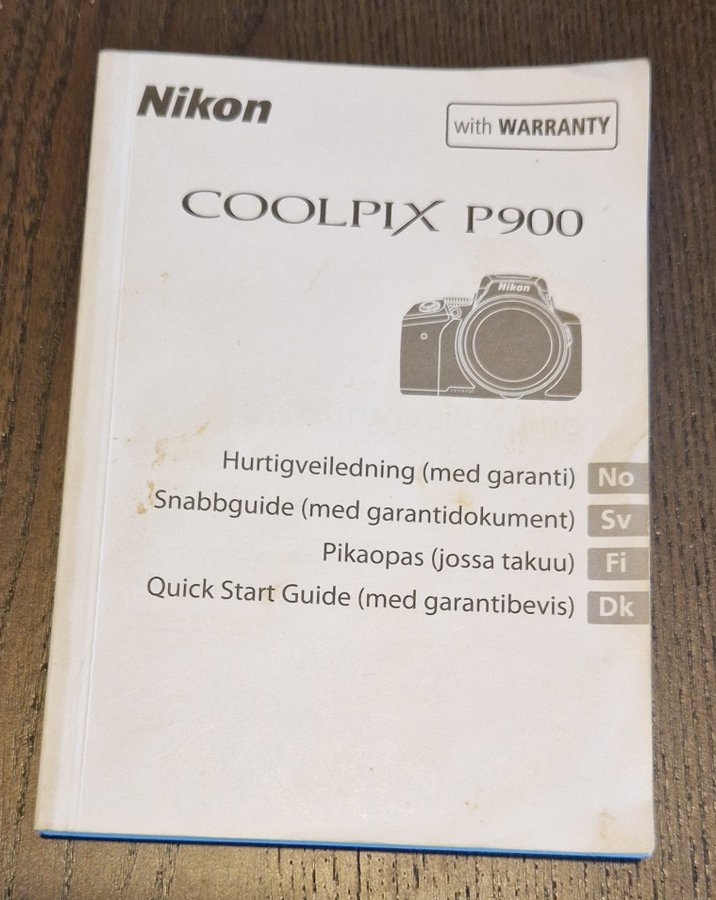 Nikon
with WARRANTY
COOLPIX P900
Nikon
COOLPIX
Hurtigveiledning (med garanti) No
Snabbguide (med garantidokument) Sv
Pikaopas (jossa takuu) Fi
Quick Start Guide (med garantibevis) Dk